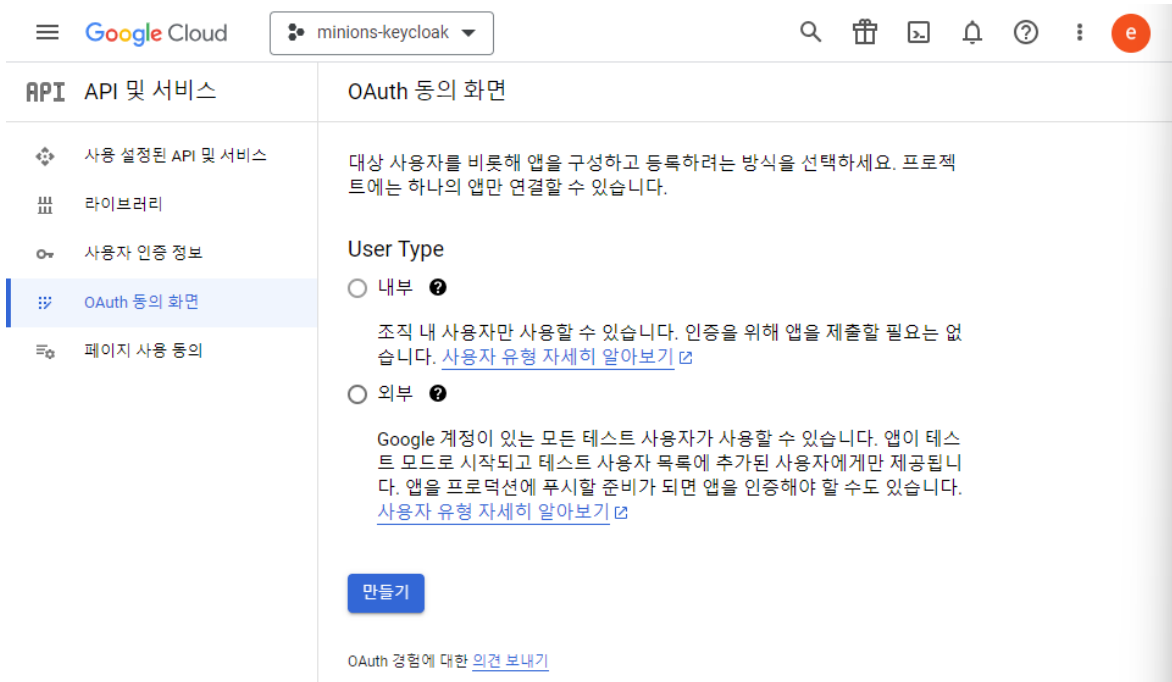 Google Cloud
minions-keycloak
e
API API 및 서비스
OAuth 동의 화면
사용 설정된 API 및 서비스
라이브러리
사용자 인증 정보
OAuth 동의 화면
페이지 사용 동의
대상 사용자를 비롯해 앱을 구성하고 등록하려는 방식을 선택하세요. 프로젝
트에는 하나의 앱만 연결할 수 있습니다.
User Type
내부
조직 내 사용자만 사용할 수 있습니다. 인증을 위해 앱을 제출할 필요는 없
습니다. 사용자 유형 자세히 알아보기
외부
Google 계정이 있는 모든 테스트 사용자가 사용할 수 있습니다. 앱이 테스
트 모드로 시작되고 테스트 사용자 목록에 추가된 사용자에게만 제공됩니
다. 앱을 프로덕션에 푸시할 준비가 되면 앱을 인증해야 할 수도 있습니다.
사용자 유형 자세히 알아보기
만들기
OAuth 경험에 대한 의견 보내기